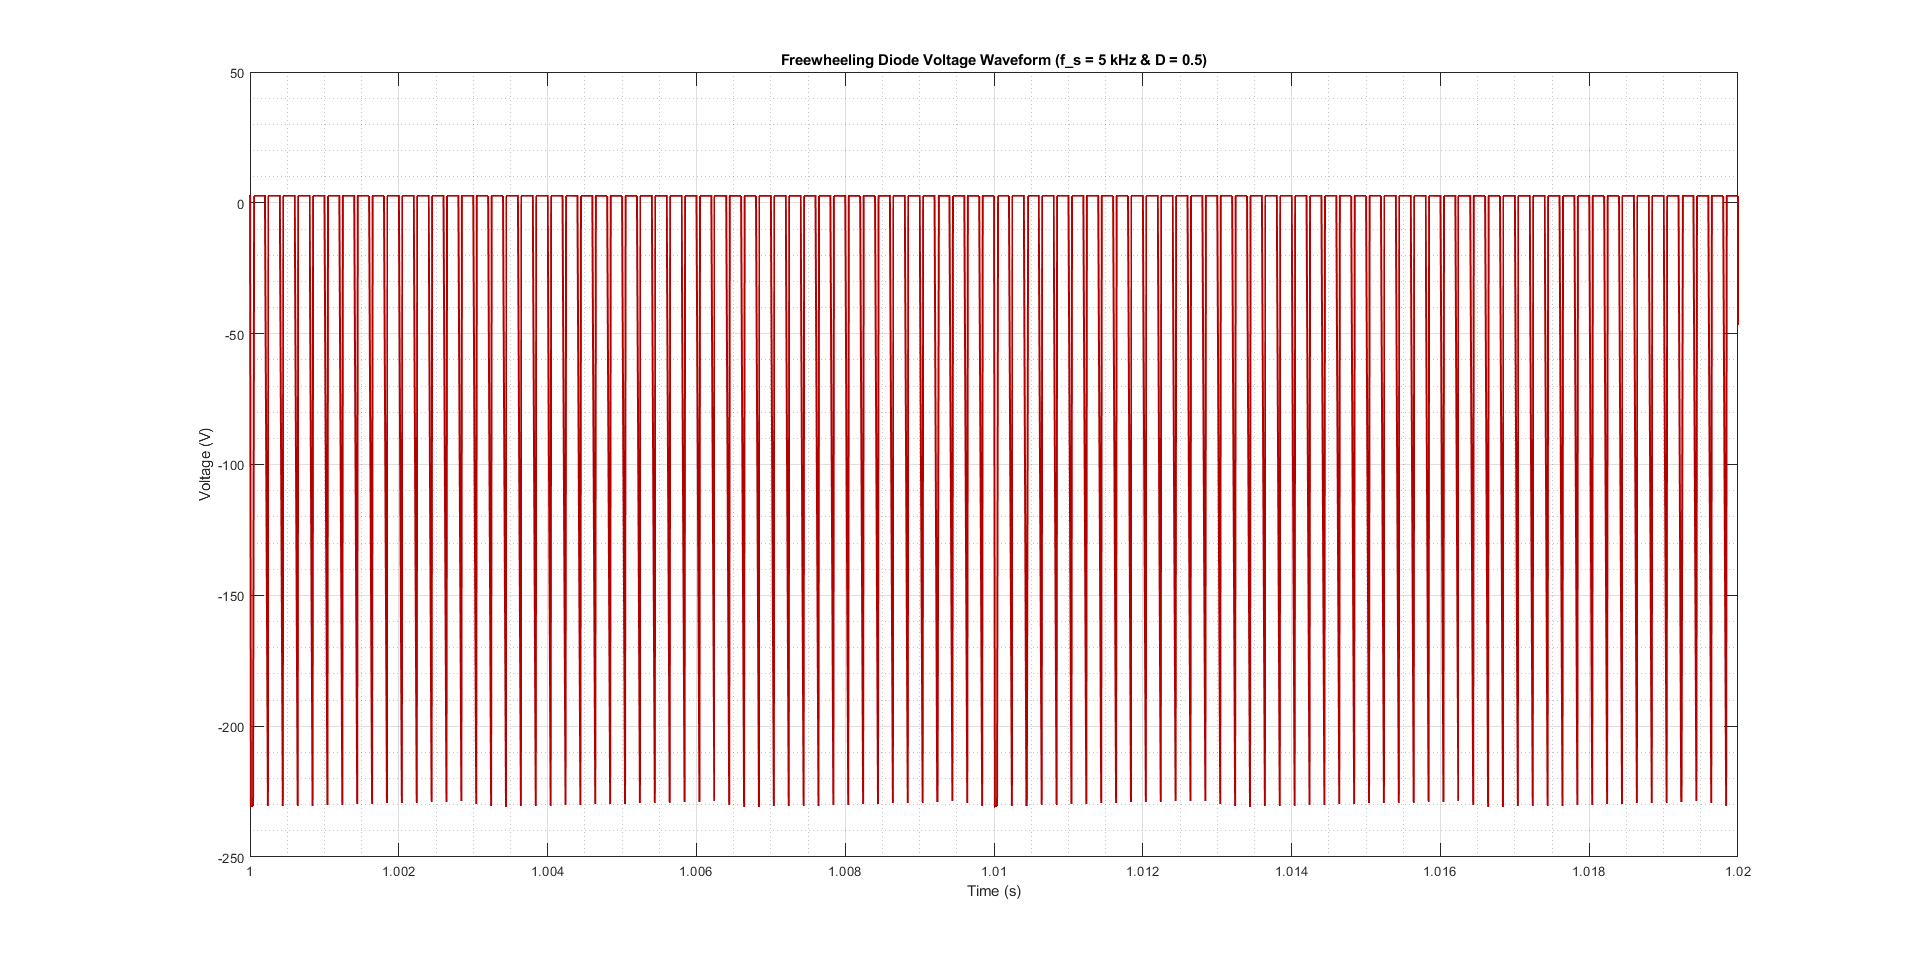 Freewheeling Diode Voltage Waveform (f_s = 5 kHz & D = 0.5)
50
0
-50
-100
-150
-200
-250
Voltage (V)
1 1.002 1.004 1.006 1.008 1.01 1.012 1.014 1.016 1.018 1.02
Time (s)